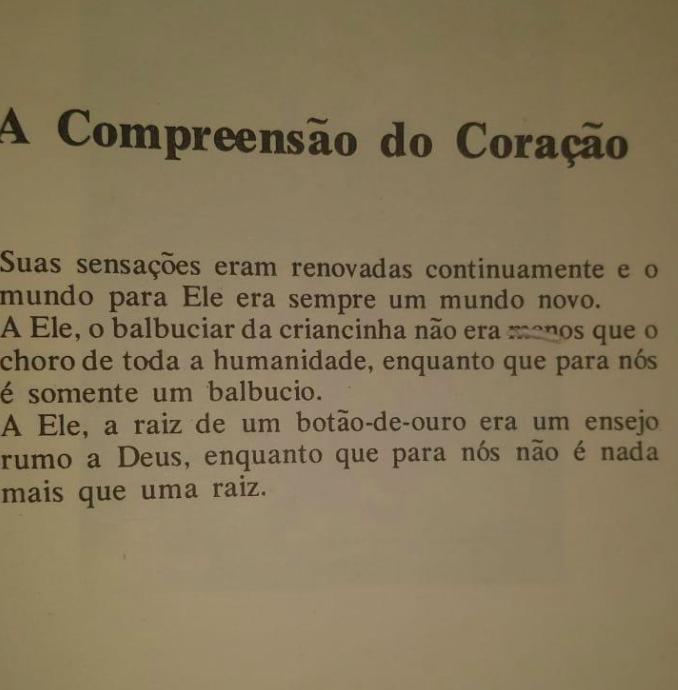 A Compreensão do Coração
Suas sensações eram renovadas continuamente e o
mundo para Ele era sempre um mundo novo.
A Ele, o balbuciar da criancinha não era menos que o
choro de toda a humanidade, enquanto que para nós
é somente um balbucio.
A Ele, a raiz de um botão-de-ouro era um ensejo
rumo a Deus, enquanto que para nós não é nada
mais que uma raiz.